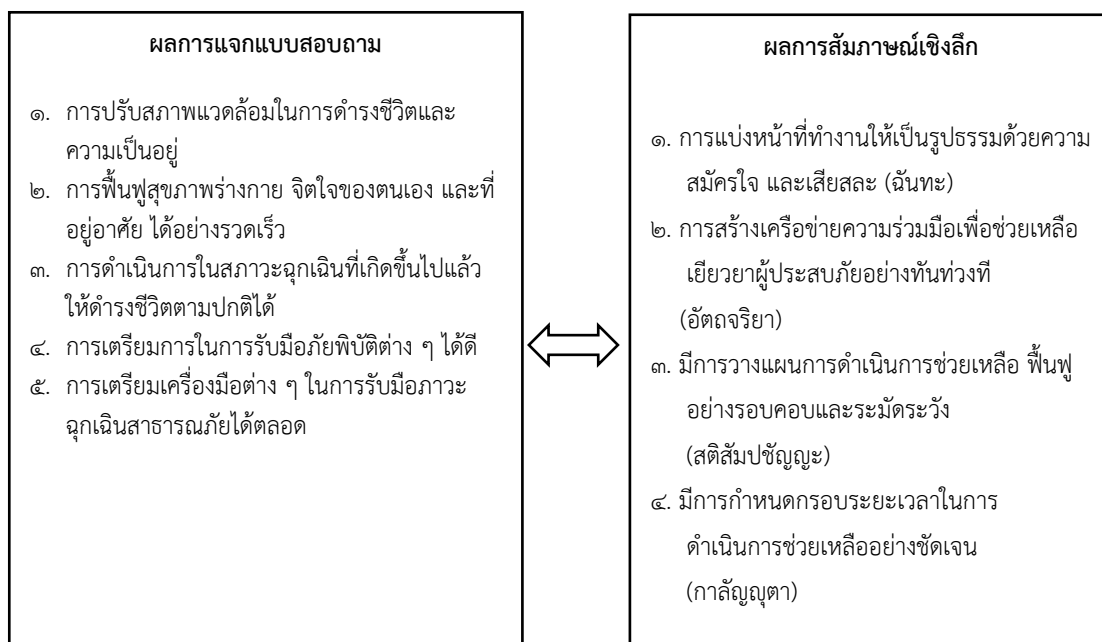 ผลการแจกแบบสอบถาม
๑. การปรับสภาพแวดล้อมในการดำรงชีวิตและ
ความเป็นอยู่
๒. การฟื้นฟูสุขภาพร่างกาย จิตใจของตนเอง และที่
อยู่อาศัย ได้อย่างรวดเร็ว
๓. การดำเนินการในสภาวะฉุกเฉินที่เกิดขึ้นไปแล้ว
ให้ดำรงชีวิตตามปกติได้
๔. การเตรียมการในการรับมือภัยพิบัติต่าง ๆ ได้ดี
๕. การเตรียมเครื่องมือต่าง ๆ ในการรับมือภาวะ
ฉุกเฉินสาธารณภัยได้ตลอด
ผลการสัมภาษณ์เชิงลึก
๑. การแบ่งหน้าที่ทำงานให้เป็นรูปธรรมด้วยความ
สมัครใจ และเสียสละ (ฉันทะ)
๒. การสร้างเครือข่ายความร่วมมือเพื่อช่วยเหลือ
เยียวยาผู้ประสบภัยอย่างทันท่วงที
(อัตถจริยา)
๓. มีการวางแผนการดำเนินการช่วยเหลือ ฟื้นฟู
อย่างรอบคอบและระมัดระวัง
(สติสัมปชัญญะ)
๔. มีการกำหนดกรอบระยะเวลาในการ
ดำเนินการช่วยเหลืออย่างชัดเจน
(กาลัญญุตา)